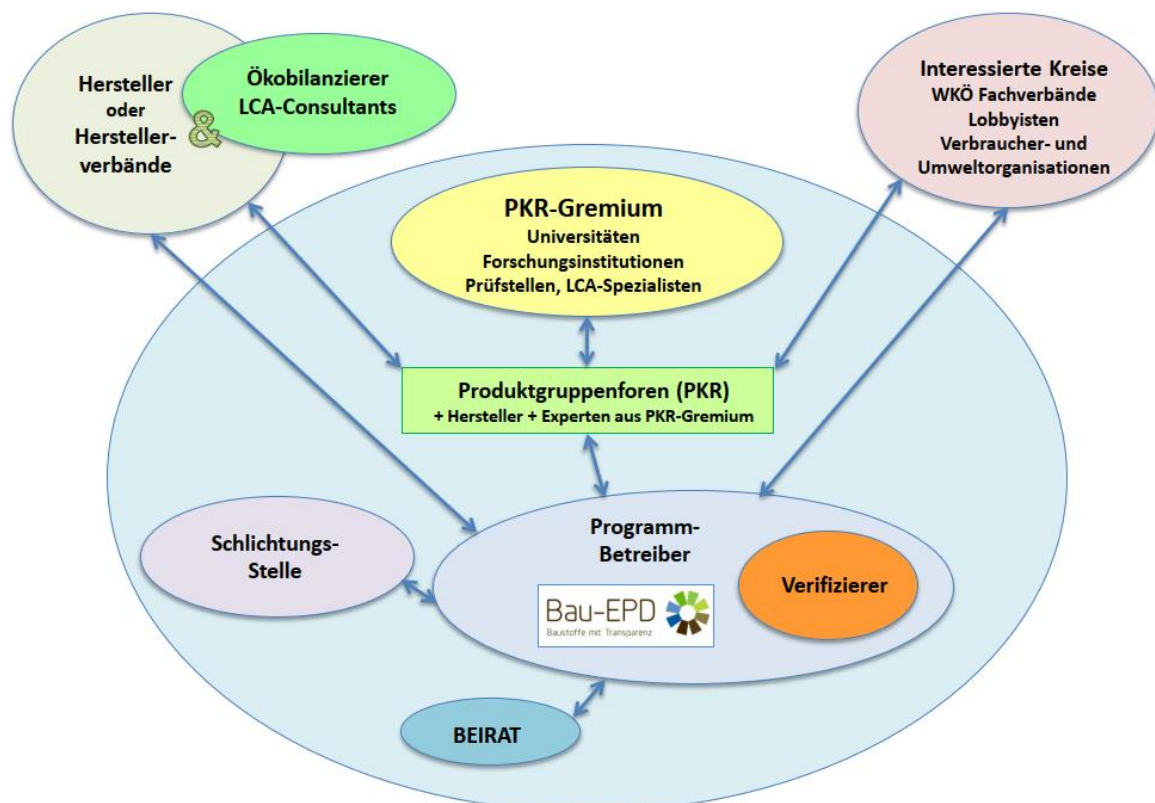 Hersteller
oder
Hersteller-
verbände
&
Ökobilanzierer
LCA-Consultants
Interessierte Kreise
WKÖ Fachverbände
Lobbyisten
Verbraucher- und
Umweltorganisationen
PKR-Gremium
Universitäten
Forschungsinstitutionen
Prüfstellen, LCA-Spezialisten
Produktgruppenforen (PKR)
+ Hersteller + Experten aus PKR-Gremium
Schlichtungs-
Stelle
Programm-
Betreiber
Bau-EPD
Baustoffe mit Transparenz
Verifizierer
BEIRAT